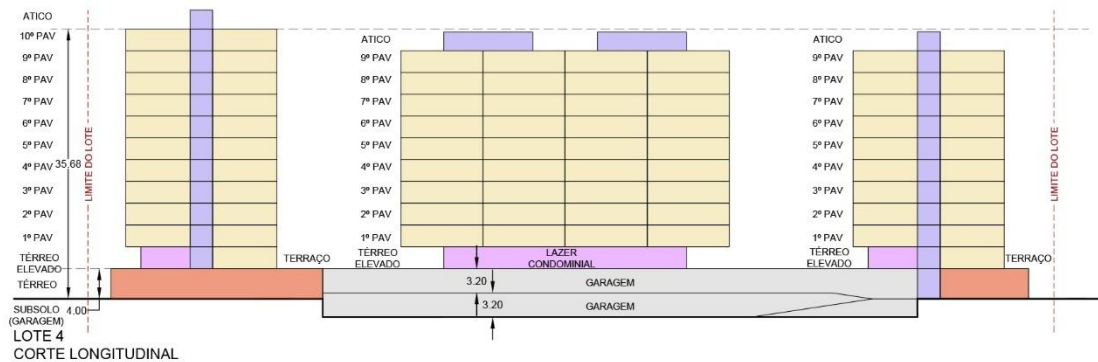 ATICO
10º PAV
9º PAV
8º PAV
7º PAV
6º PAV
5º PAV
4º PAV
3º PAV
2º PAV
1º PAV
TÉRREO
ELEVADO
TÉRREO
SUBSOLO
(GARAGEM)
35,68
4.00
LIMITE DO LOTE
TERRAÇO
ATICO
9º PAV
8º PAV
7º PAV
6º PAV
5º PAV
4º PAV
3º PAV
2º PAV
1º PAV
TÉRREO
ELEVADO
LAZER
CONDOMINIAL
3.20
GARAGEM
3.20
GARAGEM
ATICO
9º PAV
8º PAV
7º PAV
6º PAV
5º PAV
4º PAV
3º PAV
2º PAV
1º PAV
TÉRREO
ELEVADO
TERRAÇO
LIMITE DO LOTE
LOTE 4
CORTE LONGITUDINAL